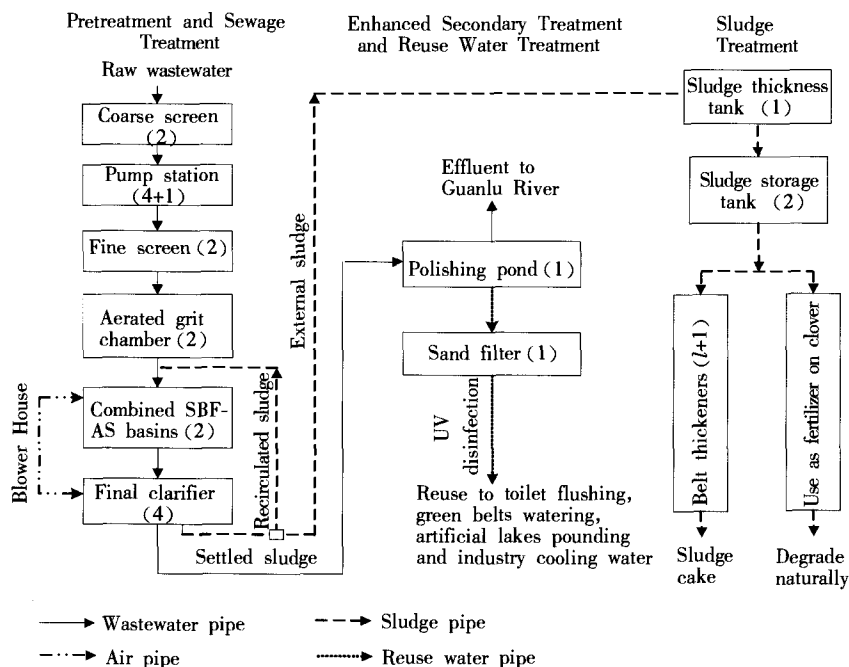 Pretreatment and Sewage
Treatment
Raw wastewater
Coarse screen
(2)
Pump station
(4+1)
Fine screen (2)
Aerated grit
chamber (2)
Combined SBF-
AS basins (2)
Final clarifier
(4)
Blower House
Recirculated sludge
Settled sludge
External sludge
Enhanced Secondary Treatment
and Reuse Water Treatment
Effluent to
Guanlu River
Polishing pond (1)
Sand filter (1)
UV
disinfection
Reuse to toilet flushing,
green belts watering,
artificial lakes pounding
and industry cooling water
Sludge
Treatment
Sludge thickness
tank (1)
Sludge storage
tank (2)
Belt thickeners (l+1)
Use as fertilizer on clover
Sludge
cake
Degrade
naturally
Wastewater pipe
Sludge pipe
Air pipe
Reuse water pipe